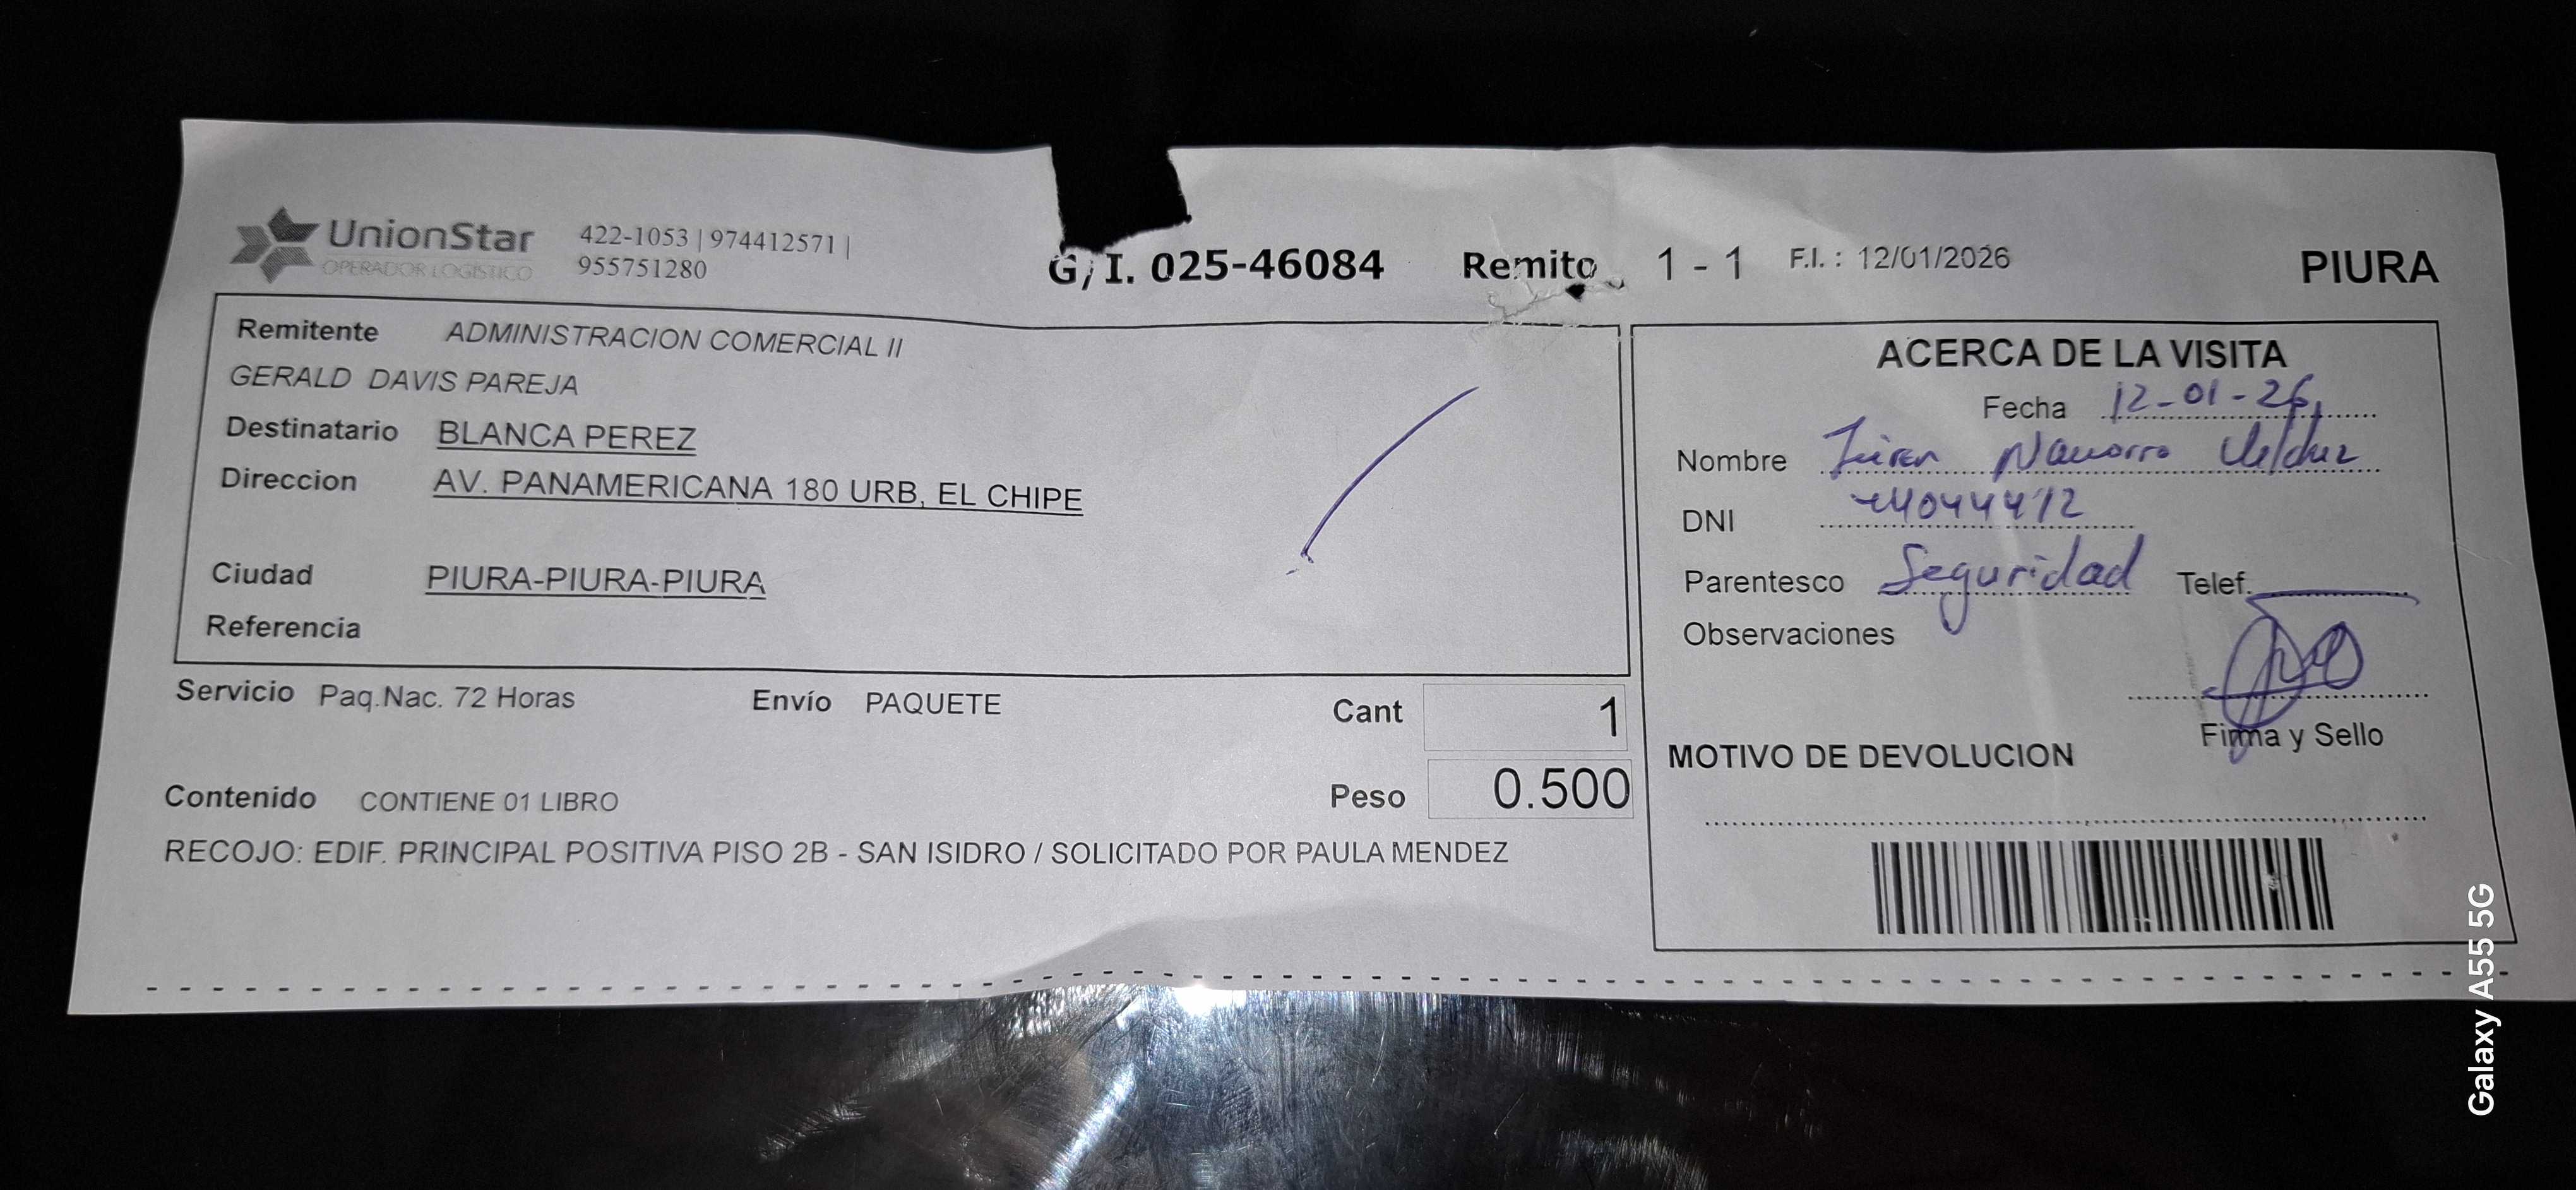 UnionStar
OPERADOR LOGISTICO
422-1053 | 974412571 |
955751280
G/I. 025-46084 Remito 1 - 1 F.I. : 12/01/2026 PIURA
Remitente ADMINISTRACION COMERCIAL II
GERALD DAVIS PAREJA
Destinatario BLANCA PEREZ
Direccion AV. PANAMERICANA 180 URB, EL CHIPE
Ciudad PIURA-PIURA-PIURA
Referencia
Servicio Paq.Nac. 72 Horas Envío PAQUETE Cant 1
Peso 0.500
Contenido CONTIENE 01 LIBRO
RECOJO: EDIF. PRINCIPAL POSITIVA PISO 2B - SAN ISIDRO / SOLICITADO POR PAULA MENDEZ
ACERCA DE LA VISITA
Fecha 12-01-26
Nombre Navarro
DNI
Parentesco Seguridad Telef.
Observaciones
Firma y Sello
MOTIVO DE DEVOLUCION
Galaxy A55 5G